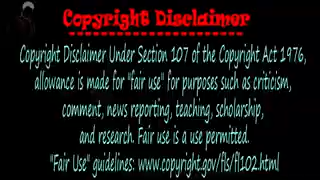 Copyright Disclaimer
Copyright Disclaimer Under Section 107 of the Copyright Act 1976,
allowance is made for "fair use" for purposes such as criticism,
comment, news reporting, teaching, scholarship,
and research. Fair use is a use permitted.
"Fair Use" guidelines: www.copyright.gov/fls/fl102.html